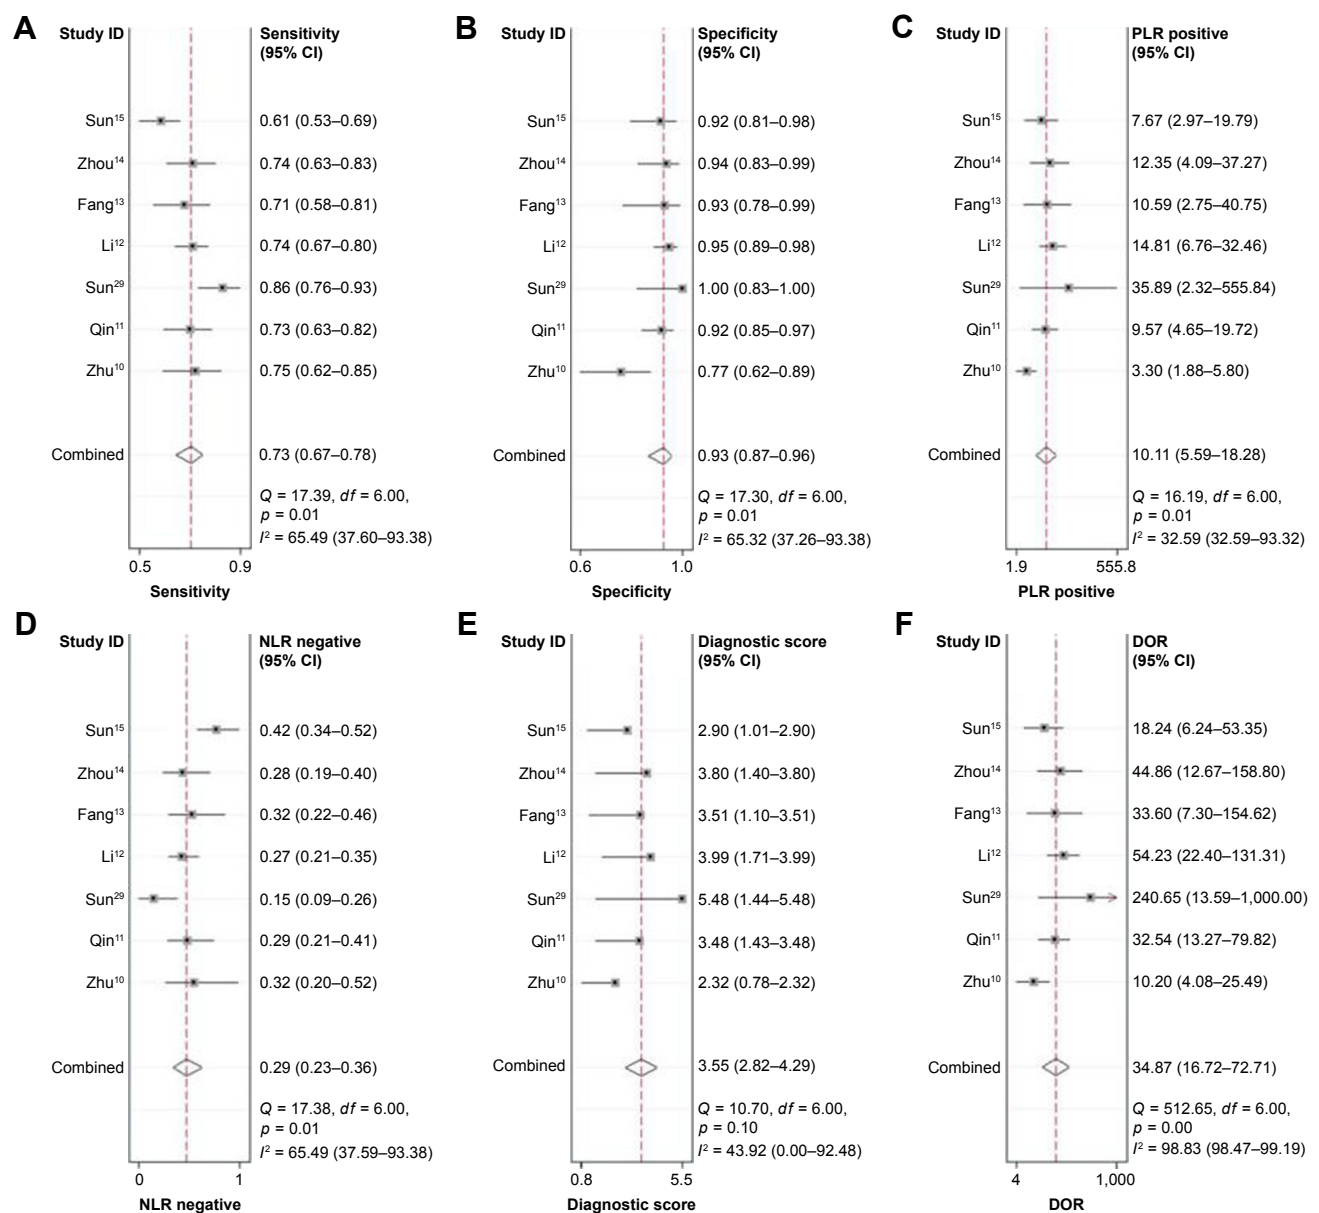 A
Study ID
Sensitivity
(95% CI)
Sun15 0.61 (0.53–0.69)
Zhou14 0.74 (0.63–0.83)
Fang13 0.71 (0.58–0.81)
Li12 0.74 (0.67–0.80)
Sun29 0.86 (0.76–0.93)
Qin11 0.73 (0.63–0.82)
Zhu10 0.75 (0.62–0.85)
Combined 0.73 (0.67–0.78)
Q = 17.39, df = 6.00,
p = 0.01
I2 = 65.49 (37.60–93.38)
0.5 0.9
Sensitivity
B
Study ID
Specificity
(95% CI)
Sun15 0.92 (0.81–0.98)
Zhou14 0.94 (0.83–0.99)
Fang13 0.93 (0.78–0.99)
Li12 0.95 (0.89–0.98)
Sun29 1.00 (0.83–1.00)
Qin11 0.92 (0.85–0.97)
Zhu10 0.77 (0.62–0.89)
Combined 0.93 (0.87–0.96)
Q = 17.30, df = 6.00,
p = 0.01
I2 = 65.32 (37.26–93.38)
0.6 1.0
Specificity
C
Study ID
PLR positive
(95% CI)
Sun15 7.67 (2.97–19.79)
Zhou14 12.35 (4.09–37.27)
Fang13 10.59 (2.75–40.75)
Li12 14.81 (6.76–32.46)
Sun29 35.89 (2.32–555.84)
Qin11 9.57 (4.65–19.72)
Zhu10 3.30 (1.88–5.80)
Combined 10.11 (5.59–18.28)
Q = 16.19, df = 6.00,
p = 0.01
I2 = 32.59 (32.59–93.32)
1.9 555.8
PLR positive
D
Study ID
NLR negative
(95% CI)
Sun15 0.42 (0.34–0.52)
Zhou14 0.28 (0.19–0.40)
Fang13 0.32 (0.22–0.46)
Li12 0.27 (0.21–0.35)
Sun29 0.15 (0.09–0.26)
Qin11 0.29 (0.21–0.41)
Zhu10 0.32 (0.20–0.52)
Combined 0.29 (0.23–0.36)
Q = 17.38, df = 6.00,
p = 0.01
I2 = 65.49 (37.59–93.38)
0 1
NLR negative
E
Study ID
Diagnostic score
(95% CI)
Sun15 2.90 (1.01–2.90)
Zhou14 3.80 (1.40–3.80)
Fang13 3.51 (1.10–3.51)
Li12 3.99 (1.71–3.99)
Sun29 5.48 (1.44–5.48)
Qin11 3.48 (1.43–3.48)
Zhu10 2.32 (0.78–2.32)
Combined 3.55 (2.82–4.29)
Q = 10.70, df = 6.00,
p = 0.10
I2 = 43.92 (0.00–92.48)
0.8 5.5
Diagnostic score
F
Study ID
DOR
(95% CI)
Sun15 18.24 (6.24–53.35)
Zhou14 44.86 (12.67–158.80)
Fang13 33.60 (7.30–154.62)
Li12 54.23 (22.40–131.31)
Sun29 240.65 (13.59–1,000.00)
Qin11 32.54 (13.27–79.82)
Zhu10 10.20 (4.08–25.49)
Combined 34.87 (16.72–72.71)
Q = 512.65, df = 6.00,
p = 0.00
I2 = 98.83 (98.47–99.19)
4 1,000
DOR